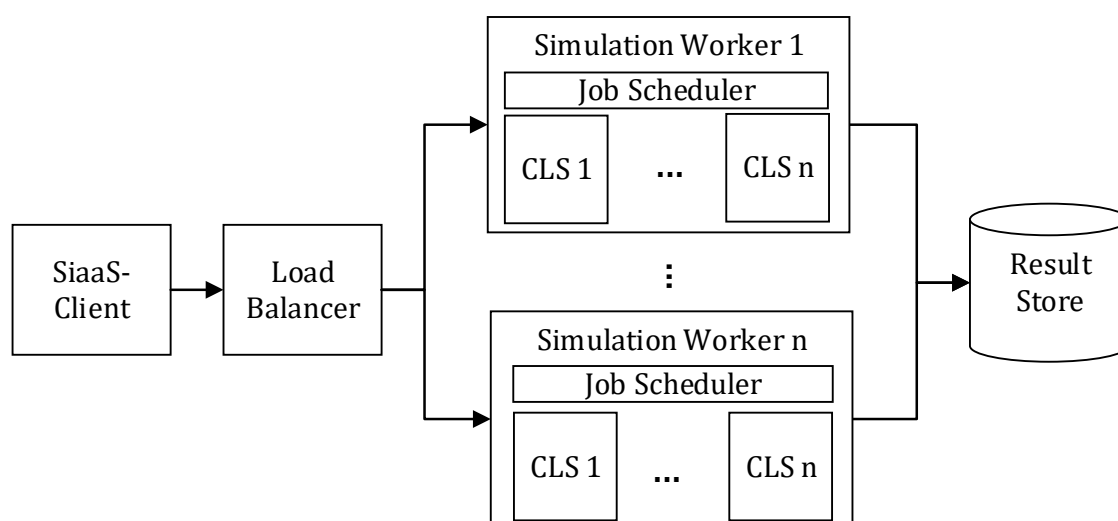 Simulation Worker 1
Job Scheduler
CLS 1
...
CLS n
SiaaS-
Client
Load
Balancer
...
Result
Store
Simulation Worker n
Job Scheduler
CLS 1
...
CLS n